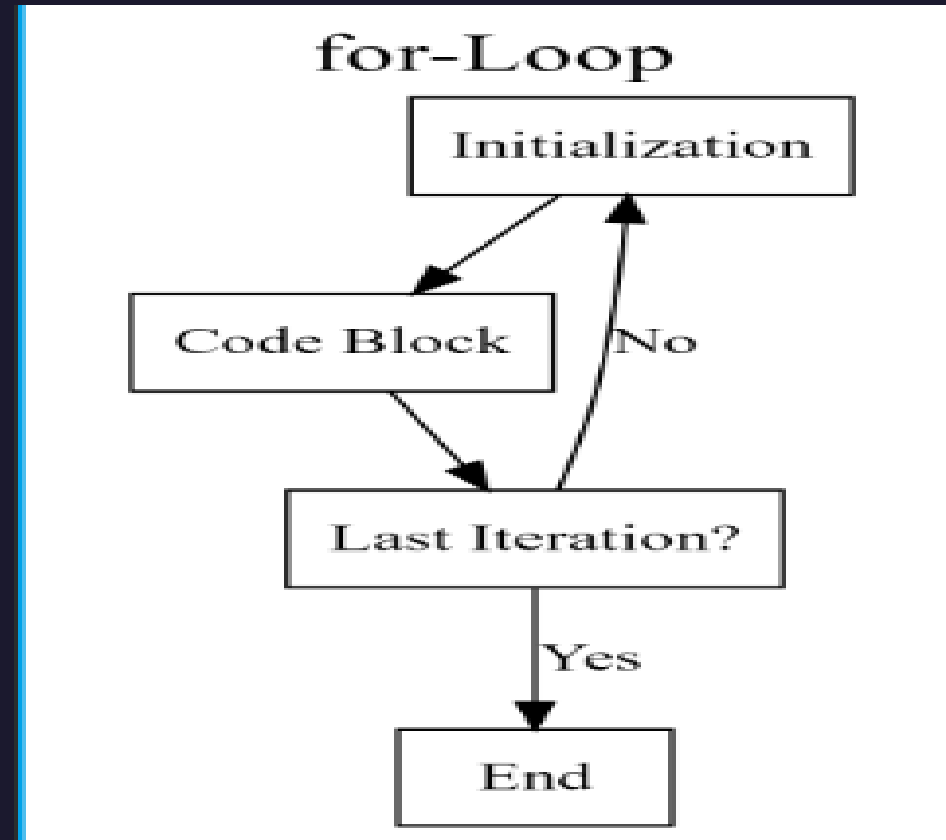 for-Loop
Initialization
Code Block
No
Last Iteration?
Yes
End